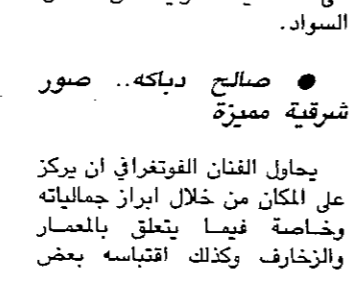 السواد.
● صالح دباكه.. صور
شرقية مميزة
يحاول الفنان الفوتغرافي ان يركز
على المكان من خلال ابراز جمالياته
وخاصة فيما يتعلق بالمعمار
والزخارف وكذلك اقتباسه بعض